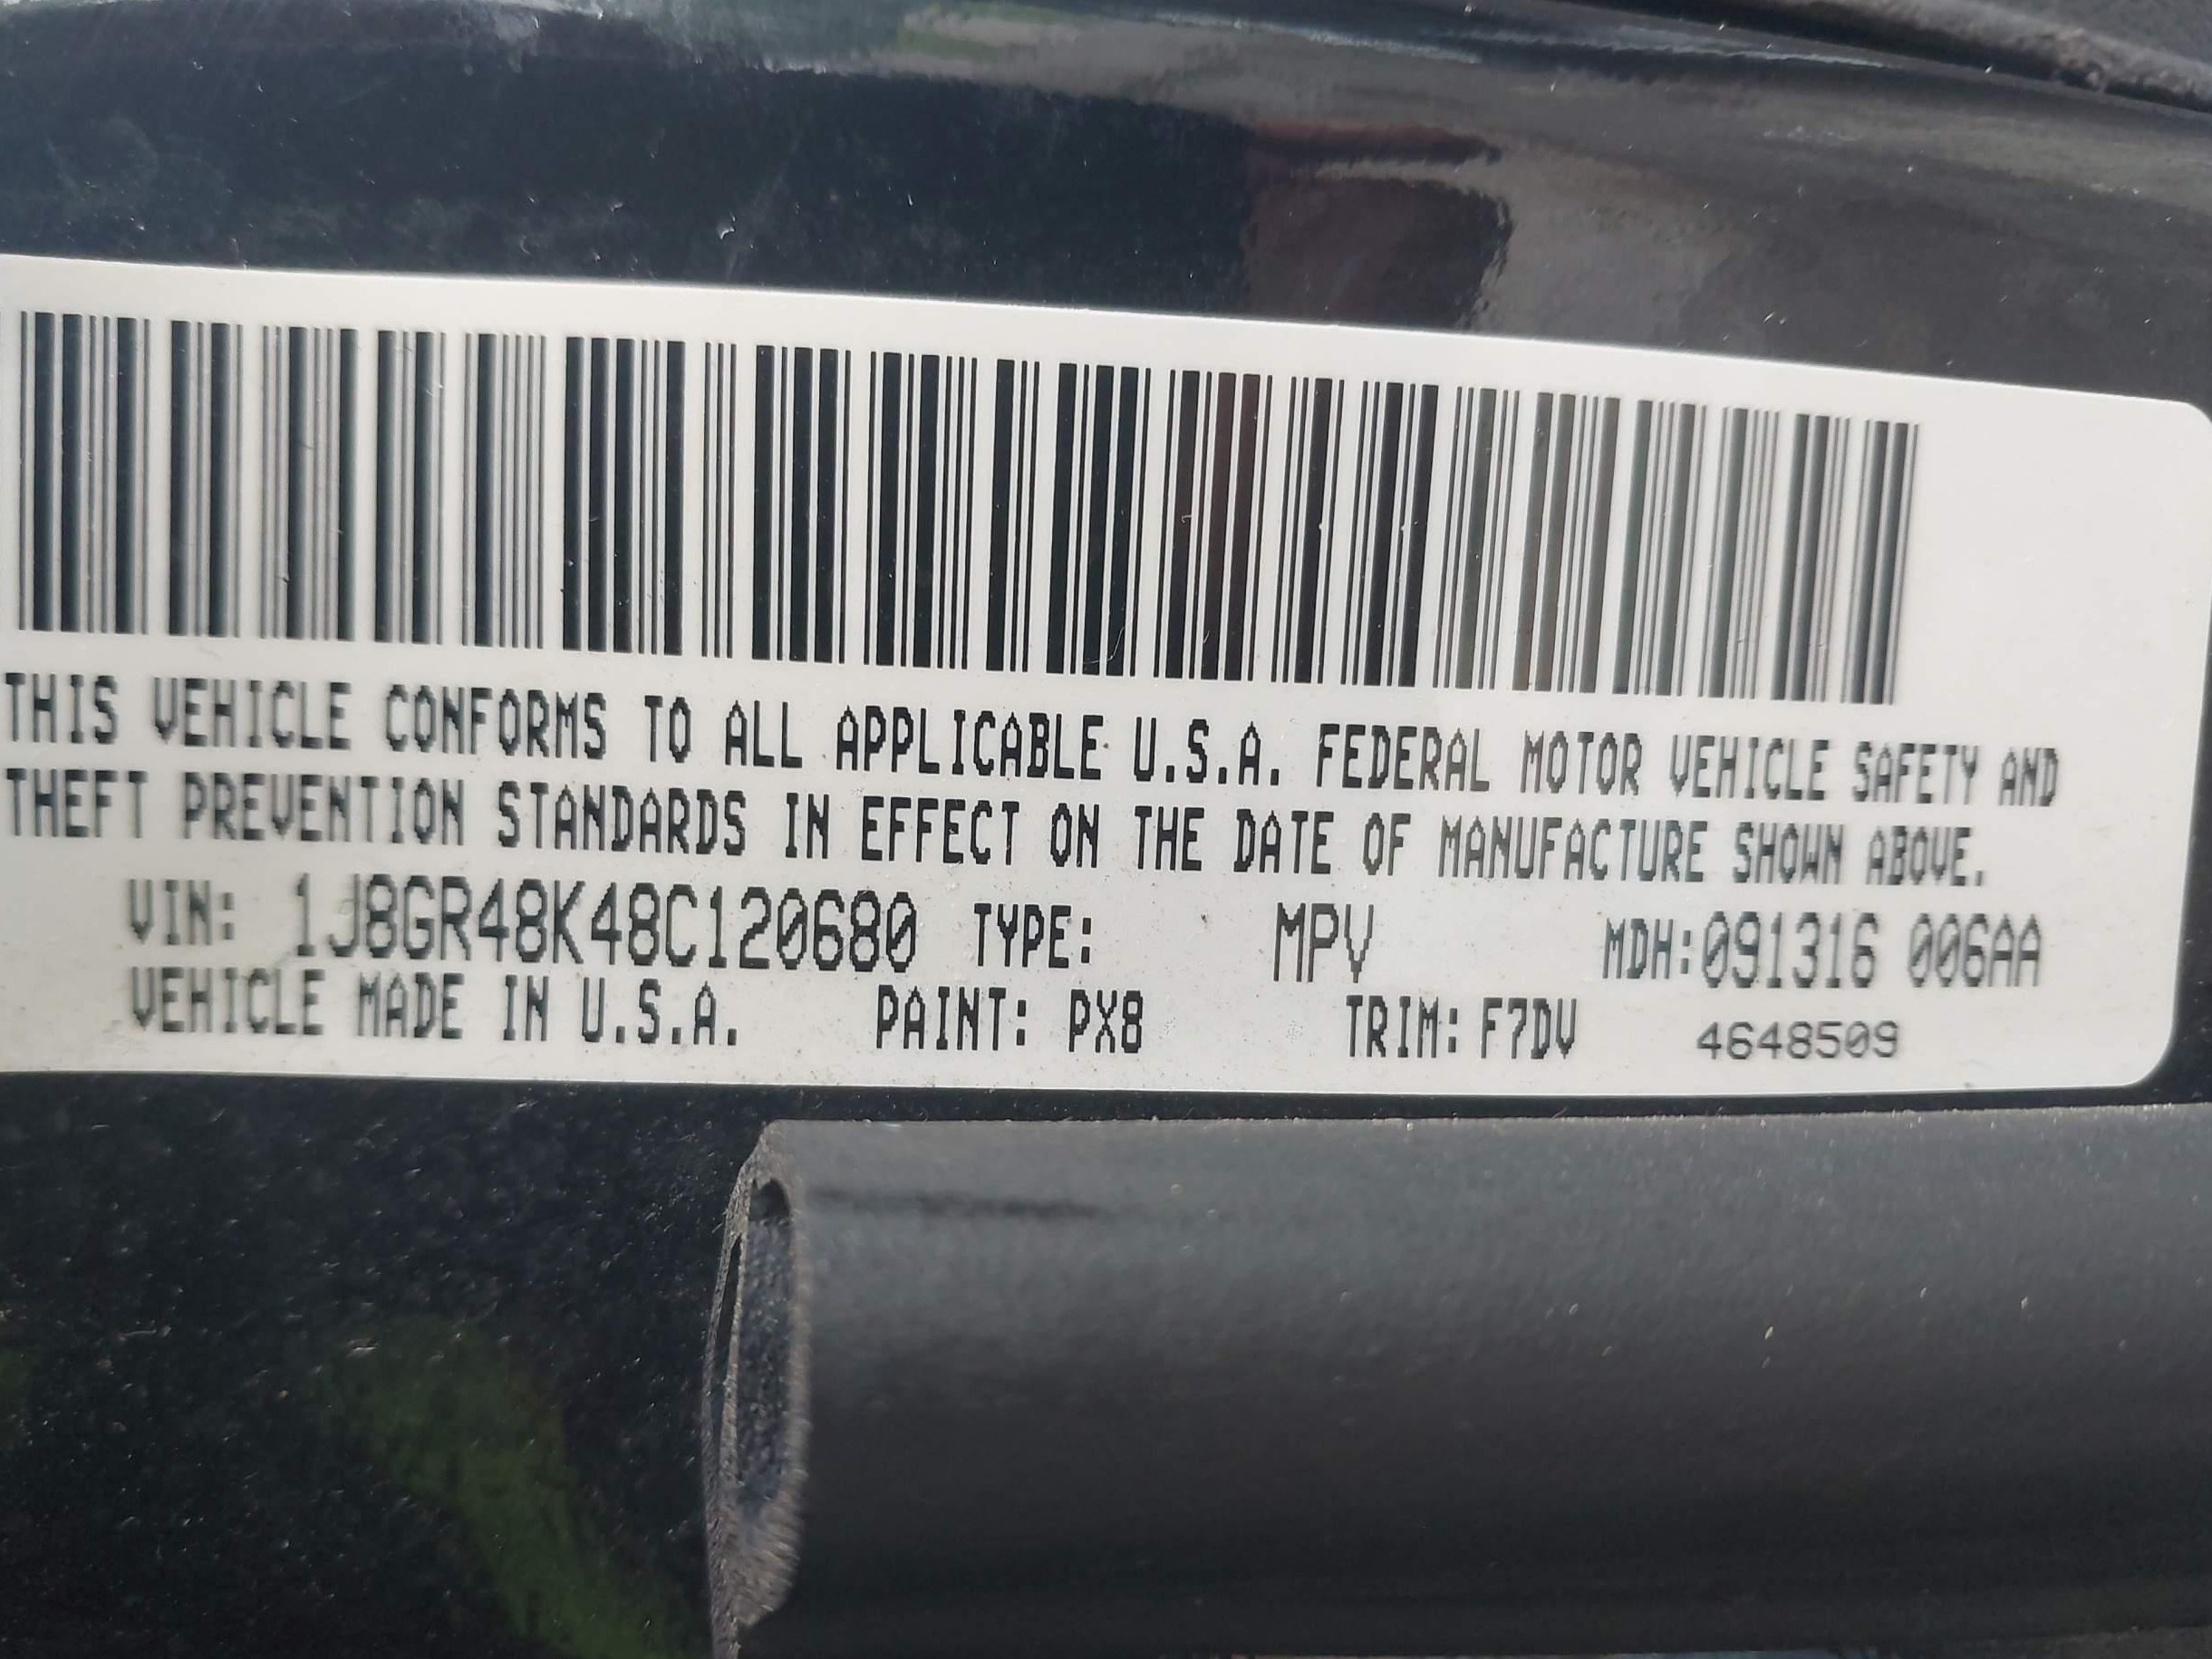 THIS VEHICLE CONFORMS TO ALL APPLICABLE U.S.A. FEDERAL MOTOR VEHICLE SAFETY AND
THEFT PREVENTION STANDARDS IN EFFECT ON THE DATE OF MANUFACTURE SHOWN ABOVE.
VIN: 1J8GR48K48C120680 TYPE: MPV MDH:091316 006AA
VEHICLE MADE IN U.S.A. PAINT: PX8 TRIM:F7DV 4648509